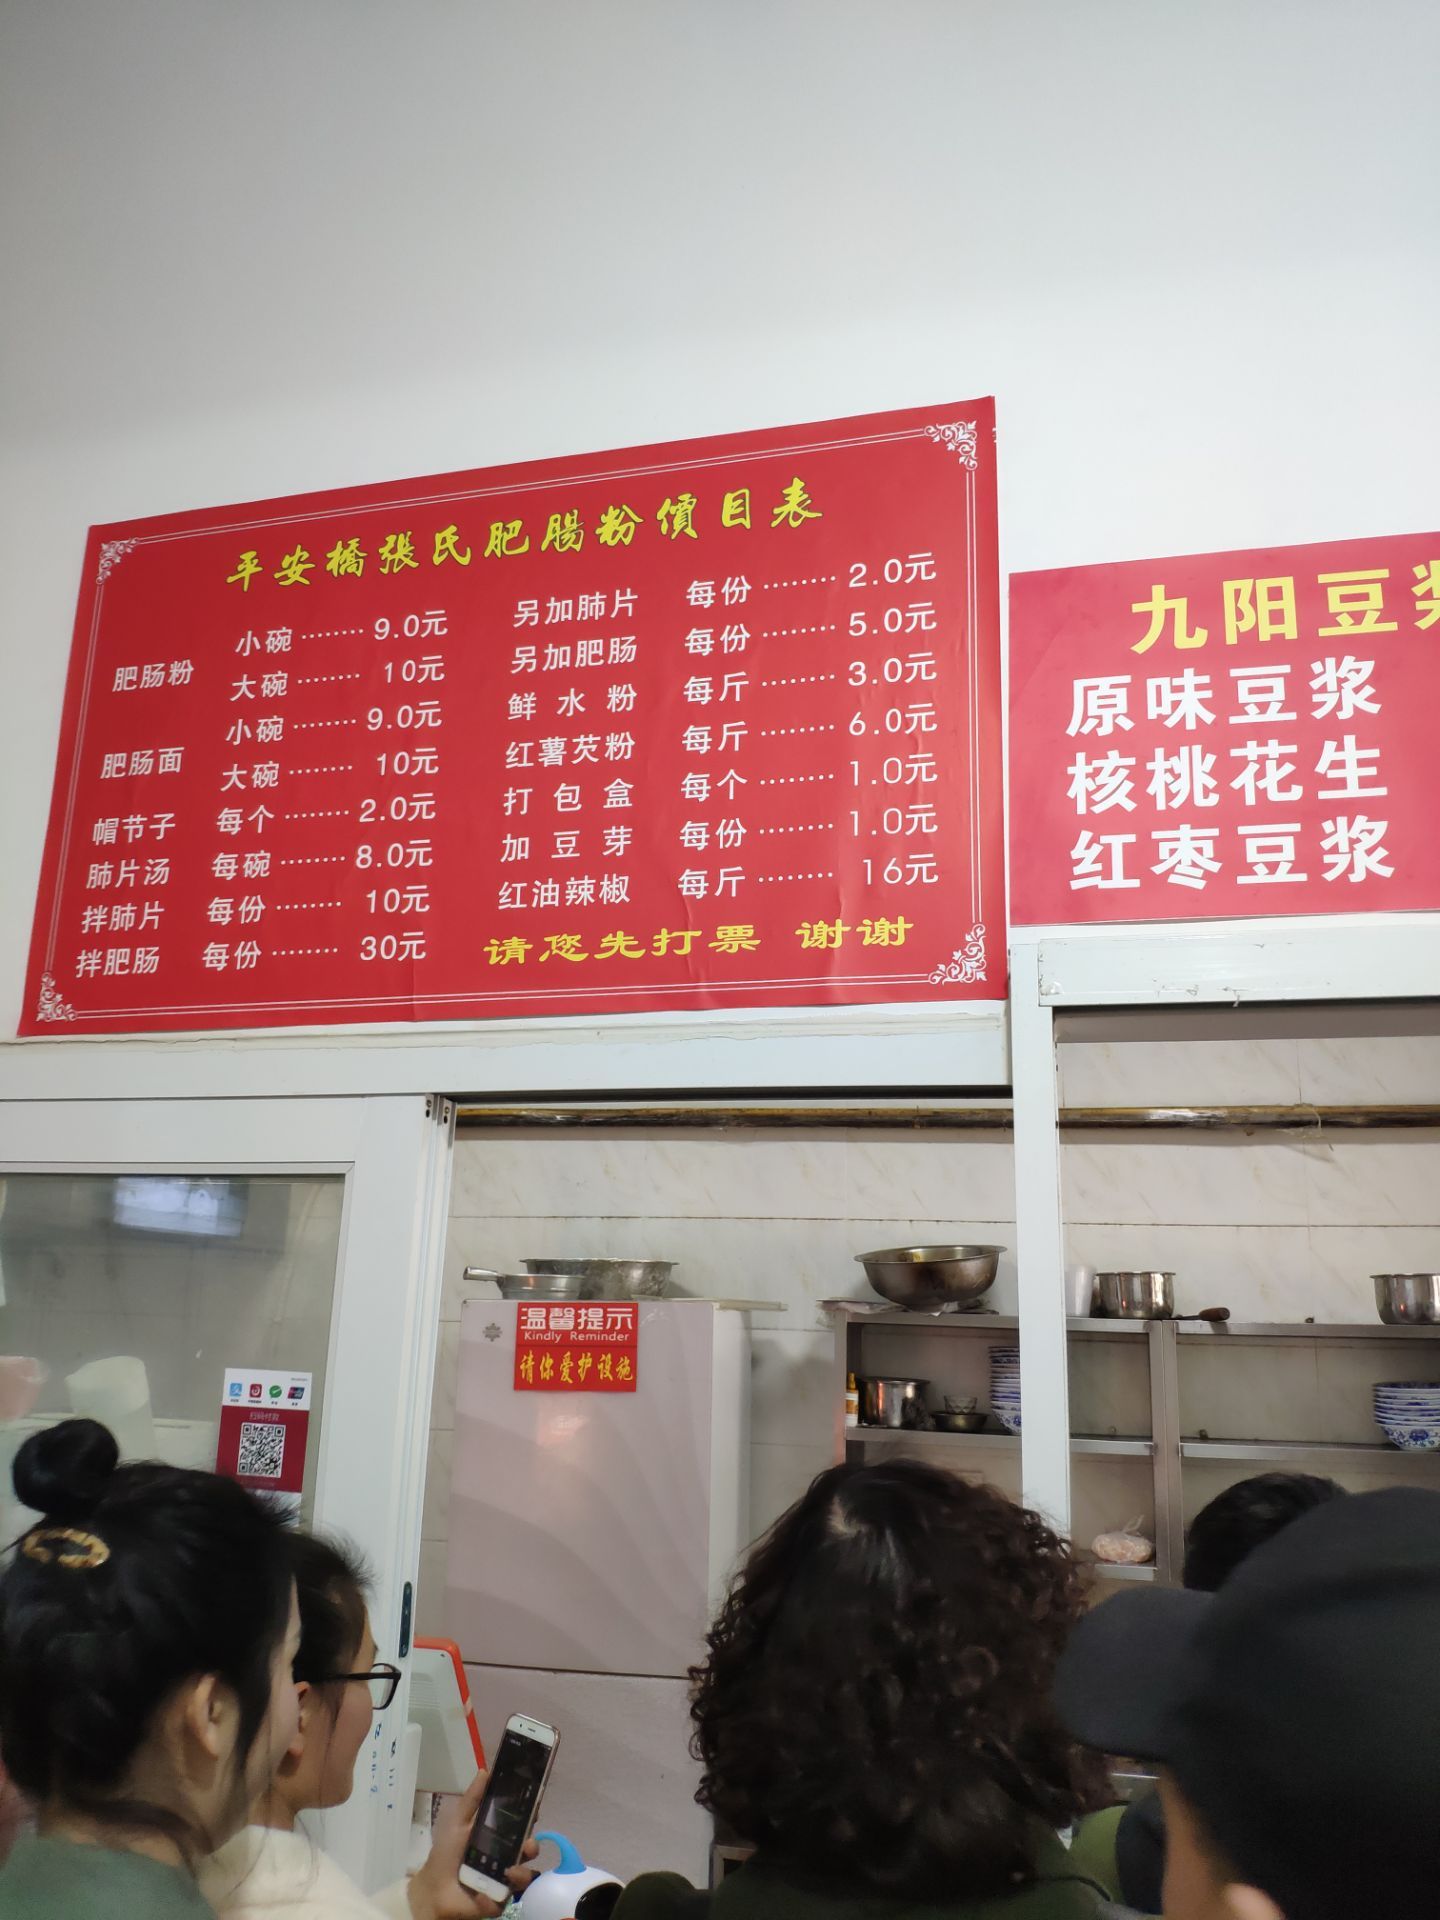 平安橋張氏肥腸粉價目表
肥肠粉 小碗 ········ 9.0元
大碗 ········ 10元
肥肠面 小碗 ········ 9.0元
大碗 ········ 10元
帽节子 每个 ········ 2.0元
肺片汤 每碗 ········ 8.0元
拌肺片 每份 ········ 10元
拌肥肠 每份 ········ 30元
另加肺片 每份 ········ 2.0元
另加肥肠 每份 ········ 5.0元
鲜水粉 每斤 ········ 3.0元
红薯芡粉 每斤 ········ 6.0元
打包盒 每个 ········ 1.0元
加豆芽 每份 ········ 1.0元
红油辣椒 每斤 ········ 16元
请您先打票 谢谢
九阳豆浆
原味豆浆
核桃花生
红枣豆浆
温馨提示
Kindly Reminder
请你爱护设施